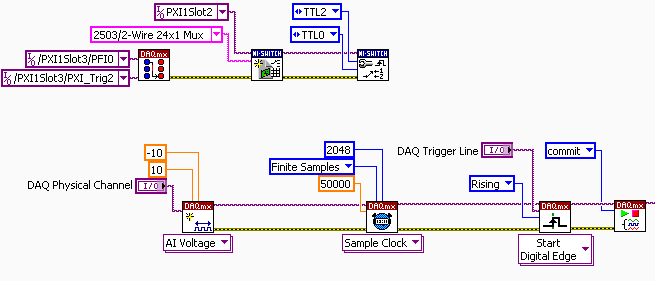 PXI1Slot2
TTL2
2503/2-Wire 24x1 Mux
TTL0
/PXI1Slot3/PFI0
DAQmx
NI-SWITCH
NI-SWITCH
/PXI1Slot3/PXI_Trig2
-10
2048
DAQ Trigger Line
I/O
commit
10
Finite Samples
DAQ Physical Channel
I/O
50000
Rising
DAQmx
DAQmx
DAQmx
DAQmx
AI Voltage
Sample Clock
Start
Digital Edge